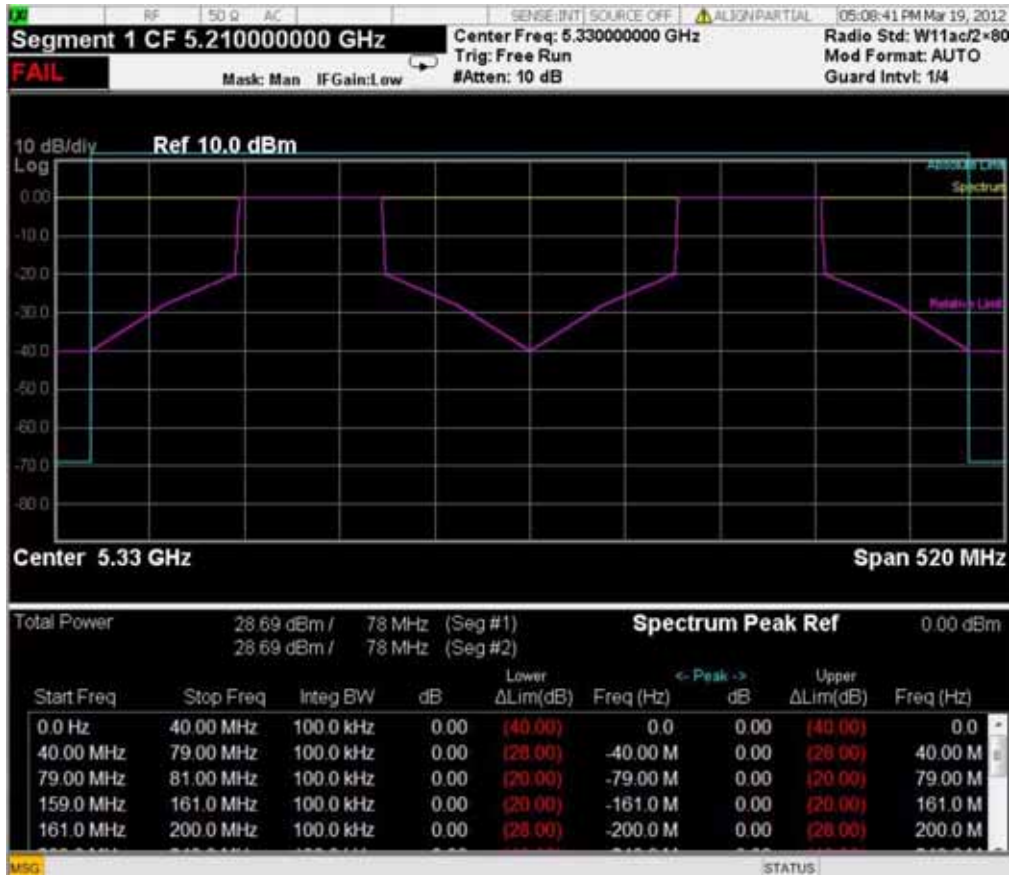 LXI RF 50 Ω AC SENSE:INT SOURCE OFF ALIGN PARTIAL 05:08:41 PM Mar 19, 2012
Segment 1 CF 5.210000000 GHz
Center Freq: 5.330000000 GHz
Radio Std: W11ac/2×80
FAIL
Trig: Free Run
Mod Format: AUTO
Mask: Man IFGain:Low
#Atten: 10 dB
Guard Intvl: 1/4
10 dB/div Ref 10.0 dBm
Log
Absolute Limit
Spectrum
0.00
-10.0
-20.0
Relative Limit
-30.0
-40.0
-50.0
-60.0
-70.0
-80.0
Center 5.33 GHz Span 520 MHz
Total Power 28.69 dBm / 78 MHz (Seg #1) Spectrum Peak Ref 0.00 dBm
28.69 dBm / 78 MHz (Seg #2)
Lower <- Peak -> Upper
Start Freq Stop Freq Integ BW dB ΔLim(dB) Freq (Hz) dB ΔLim(dB) Freq (Hz)
0.0 Hz 40.00 MHz 100.0 kHz 0.00 (40.00) 0.0 0.00 (40.00) 0.0
40.00 MHz 79.00 MHz 100.0 kHz 0.00 (28.00) -40.00 M 0.00 (28.00) 40.00 M
79.00 MHz 81.00 MHz 100.0 kHz 0.00 (20.00) -79.00 M 0.00 (20.00) 79.00 M
159.0 MHz 161.0 MHz 100.0 kHz 0.00 (20.00) -161.0 M 0.00 (20.00) 161.0 M
161.0 MHz 200.0 MHz 100.0 kHz 0.00 (28.00) -200.0 M 0.00 (28.00) 200.0 M
MSG STATUS